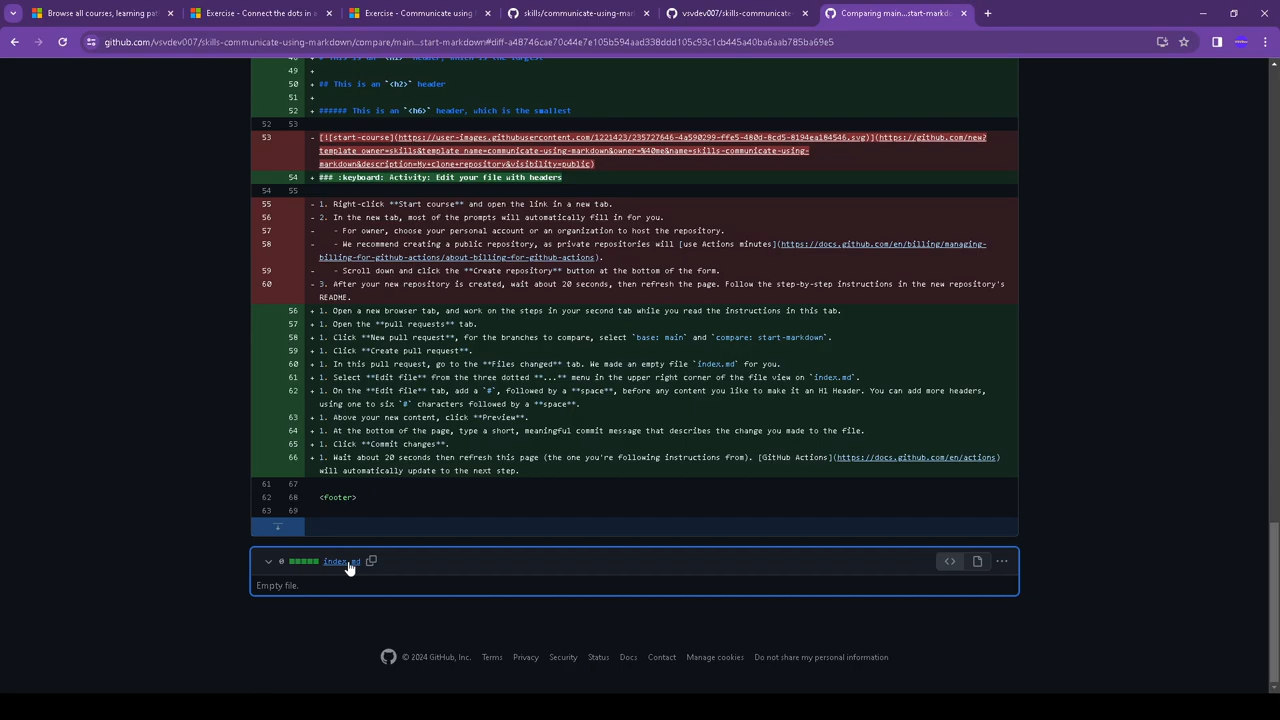 Browse all courses, learning pat
Exercise - Connect the dots in a
Exercise - Communicate using
skills/communicate-using-mar
vsvdev007/skills-communicate
Comparing main...start-markdo
github.com/vsvdev007/skills-communicate-using-markdown/compare/main...start-markdown#diff-a48746cae70c44e7e105b594aad338ddd105c93c1cb445a40ba6aab785ba69e5
48 # This is an `<h1>` header, which is the largest
49 +
50 + ## This is an `<h2>` header
51 +
52 + ###### This is an `<h6>` header, which is the smallest
52 53
53 - [![start-course](https://user-images.githubusercontent.com/1221423/235727646-4a590299-ffe5-480d-8cd5-8194ea184546.svg)](https://github.com/new?
template_owner=skills&template_name=communicate-using-markdown&owner=%40me&name=skills-communicate-using-
markdown&description=My+clone+repository&visibility=public)
54 + ### :keyboard: Activity: Edit your file with headers
54 55
55 - 1. Right-click **Start course** and open the link in a new tab.
56 - 2. In the new tab, most of the prompts will automatically fill in for you.
57 - - For owner, choose your personal account or an organization to host the repository.
58 - - We recommend creating a public repository, as private repositories will [use Actions minutes](https://docs.github.com/en/billing/managing-
billing-for-github-actions/about-billing-for-github-actions).
59 - - Scroll down and click the **Create repository** button at the bottom of the form.
60 - 3. After your new repository is created, wait about 20 seconds, then refresh the page. Follow the step-by-step instructions in the new repository's
README.
56 + 1. Open a new browser tab, and work on the steps in your second tab while you read the instructions in this tab.
57 + 1. Open the **pull requests** tab.
58 + 1. Click **New pull request**, for the branches to compare, select `base: main` and `compare: start-markdown`.
59 + 1. Click **Create pull request**.
60 + 1. In this pull request, go to the **Files changed** tab. We made an empty file `index.md` for you.
61 + 1. Select **Edit file** from the three dotted **...** menu in the upper right corner of the file view on `index.md`.
62 + 1. On the **Edit file** tab, add a `#`, followed by a **space**, before any content you like to make it an H1 Header. You can add more headers,
using one to six `#` characters followed by a **space**.
63 + 1. Above your new content, click **Preview**.
64 + 1. At the bottom of the page, type a short, meaningful commit message that describes the change you made to the file.
65 + 1. Click **Commit changes**.
66 + 1. Wait about 20 seconds then refresh this page (the one you're following instructions from). [GitHub Actions](https://docs.github.com/en/actions)
will automatically update to the next step.
61 67
62 68 <footer>
63 69
0 index.md
Empty file.
© 2024 GitHub, Inc. Terms Privacy Security Status Docs Contact Manage cookies Do not share my personal information